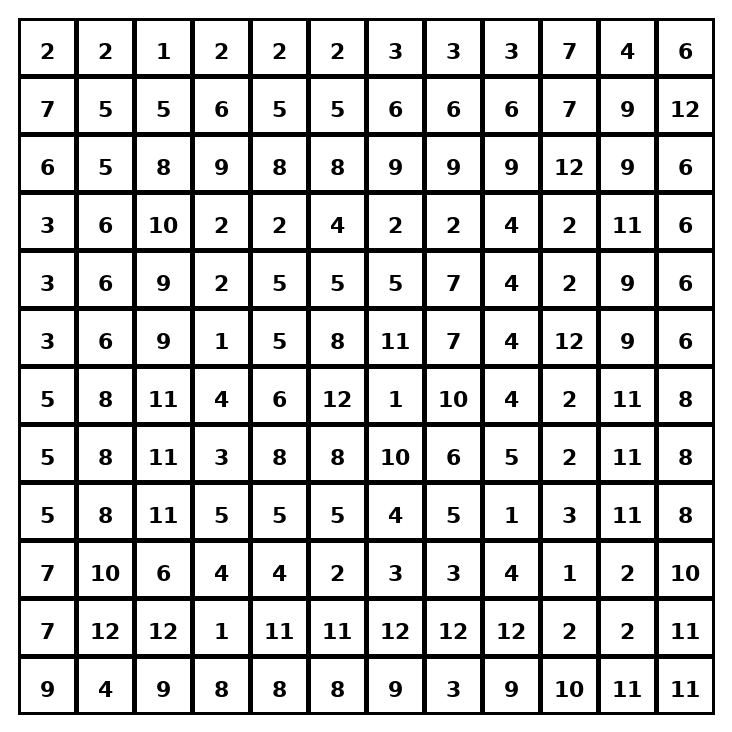 2 2 1 2 2 2 3 3 3 7 4 6
7 5 5 6 5 5 6 6 6 7 9 12
6 5 8 9 8 8 9 9 9 12 9 6
3 6 10 2 2 4 2 2 4 2 11 6
3 6 9 2 5 5 5 7 4 2 9 6
3 6 9 1 5 8 11 7 4 12 9 6
5 8 11 4 6 12 1 10 4 2 11 8
5 8 11 3 8 8 10 6 5 2 11 8
5 8 11 5 5 5 4 5 1 3 11 8
7 10 6 4 4 2 3 3 4 1 2 10
7 12 12 1 11 11 12 12 12 2 2 11
9 4 9 8 8 8 9 3 9 10 11 11